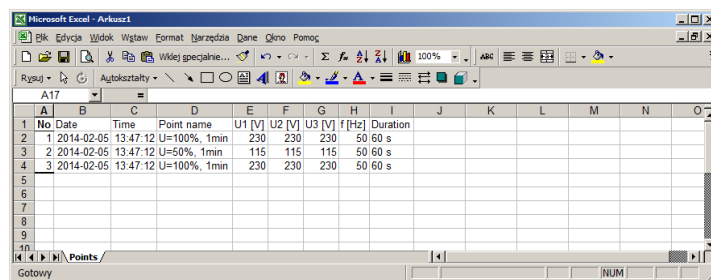 Microsoft Excel - Arkusz1
Plik Edycja Widok Wstaw Format Narzędzia Dane Okno Pomoc
Wklej specjalnie... Σ fx 100% ABC
Rysuj Autokształty
A17 =
A B C D E F G H I J K L M N O
1 No Date Time Point name U1 [V] U2 [V] U3 [V] f [Hz] Duration
2 1 2014-02-05 13:47:12 U=100%, 1min 230 230 230 50 60 s
3 2 2014-02-05 13:47:12 U=50%, 1min 115 115 115 50 60 s
4 3 2014-02-05 13:47:12 U=100%, 1min 230 230 230 50 60 s
5
6
7
8
9
10
Points
Gotowy NUM